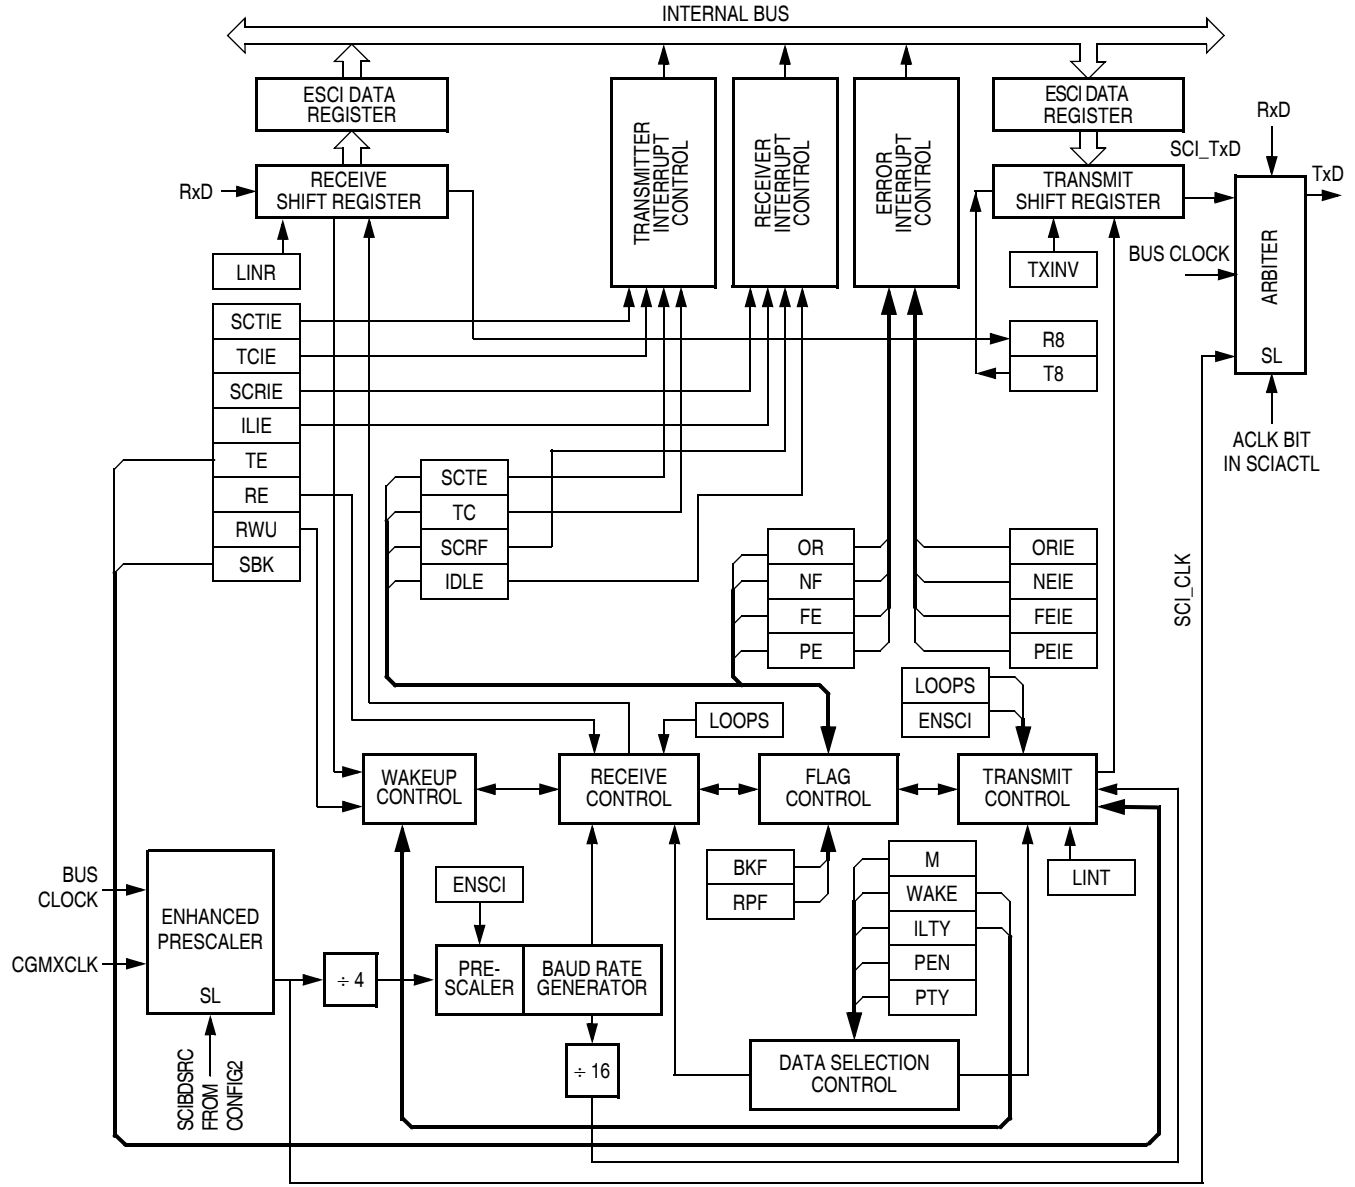 INTERNAL BUS
ESCI DATA
REGISTER
ESCI DATA
REGISTER
TRANSMITTER
INTERRUPT
CONTROL
RECEIVER
INTERRUPT
CONTROL
ERROR
INTERRUPT
CONTROL
RxD
SCI_TxD
RxD
RECEIVE
SHIFT REGISTER
TRANSMIT
SHIFT REGISTER
TxD
LINR
TXINV
BUS CLOCK
ARBITER
SL
ACLK BIT
IN SCIACTL
SCTIE
TCIE
SCRIE
ILIE
TE
RE
RWU
SBK
R8
T8
SCTE
TC
SCRF
IDLE
OR
NF
FE
PE
ORIE
NEIE
FEIE
PEIE
SCI_CLK
LOOPS
LOOPS
ENSCI
WAKEUP
CONTROL
RECEIVE
CONTROL
FLAG
CONTROL
TRANSMIT
CONTROL
BKF
RPF
M
WAKE
ILTY
PEN
PTY
LINT
BUS
CLOCK
CGMXCLK
ENHANCED
PRESCALER
SL
÷ 4
ENSCI
PRE-
SCALER
BAUD RATE
GENERATOR
÷ 16
DATA SELECTION
CONTROL
SCIBDSRC
FROM
CONFIG2